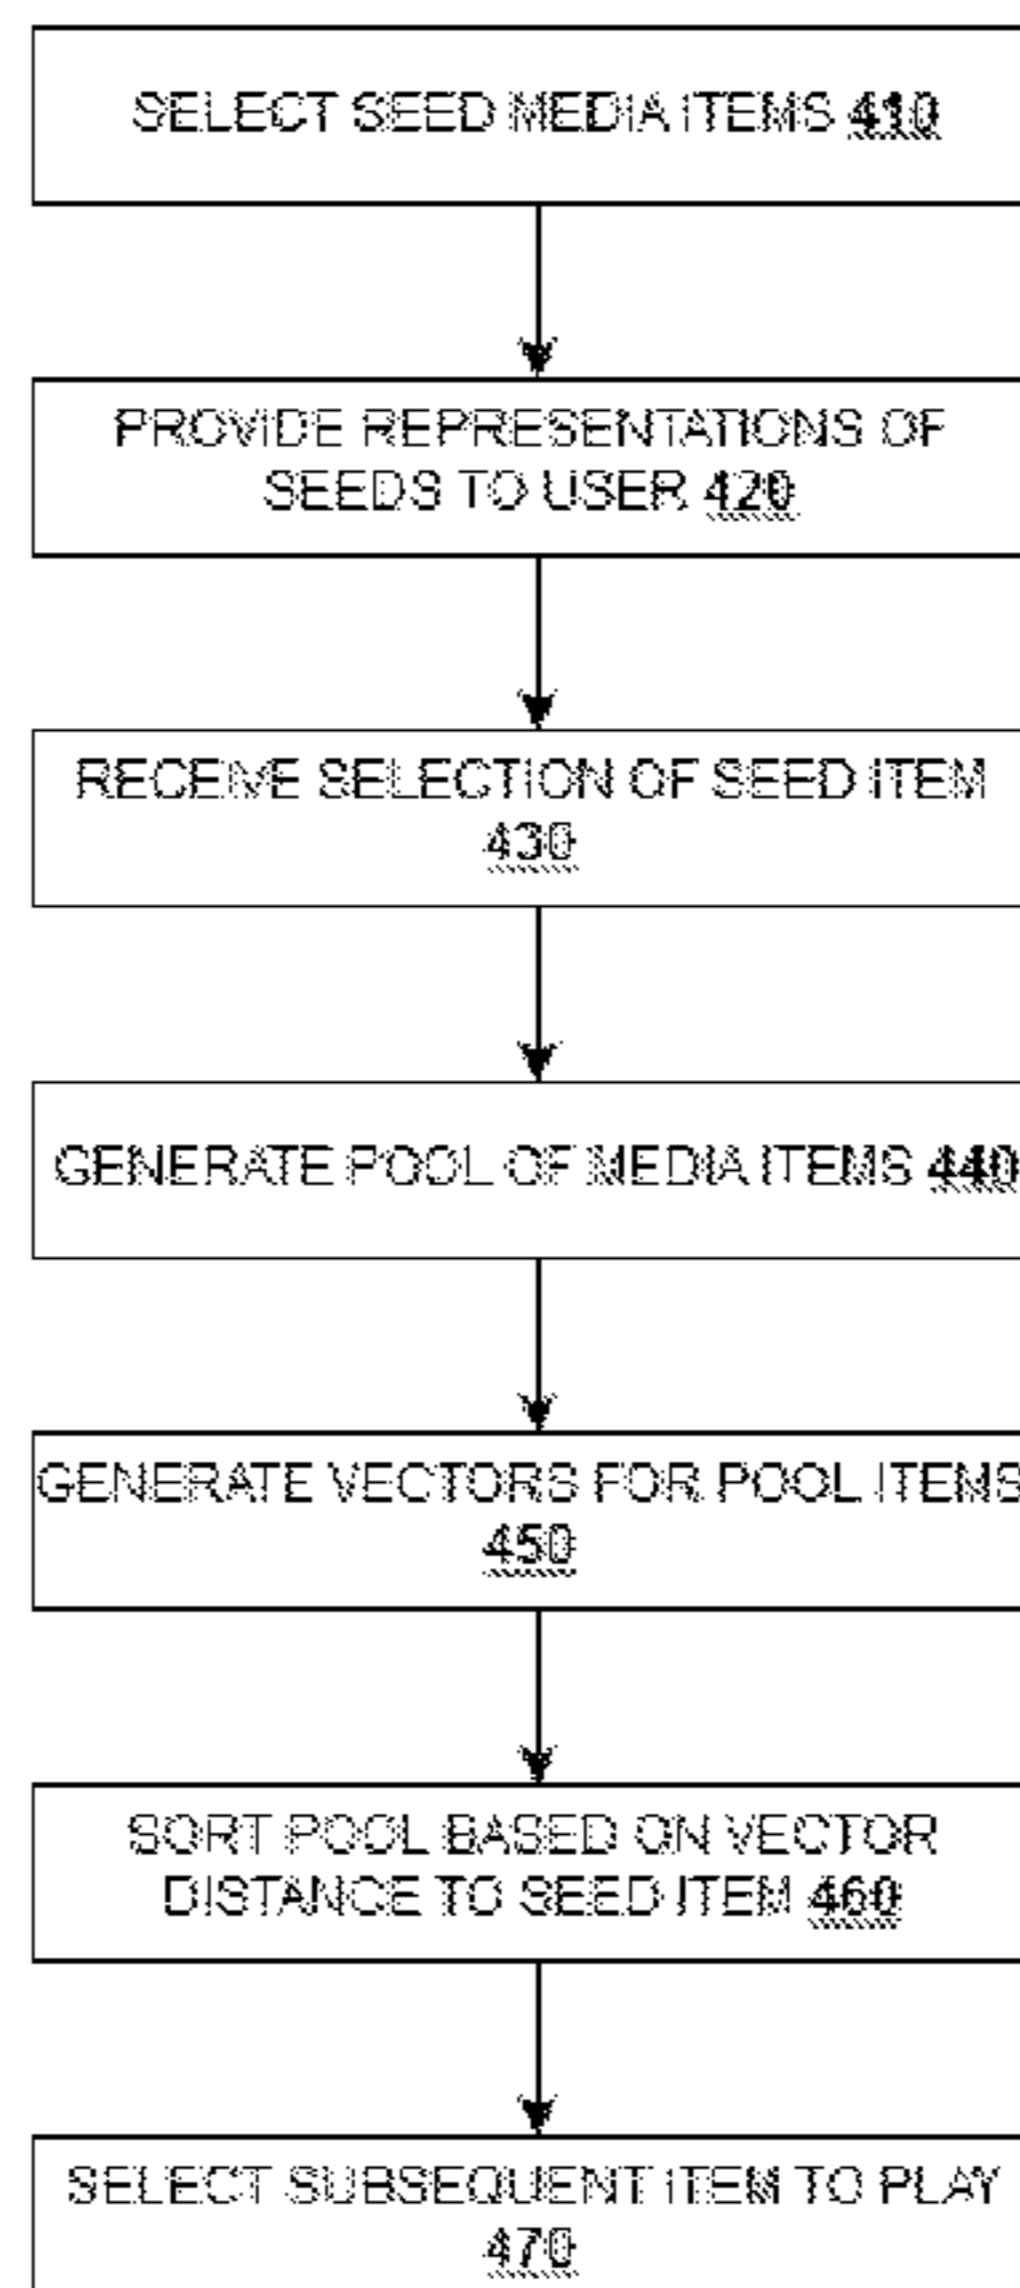 SELECT SEED MEDIA ITEMS 410
PROVIDE REPRESENTATIONS OF
SEEDS TO USER 420
RECEIVE SELECTION OF SEED ITEM
430
GENERATE POOL OF MEDIA ITEMS 440
GENERATE VECTORS FOR POOL ITEMS
450
SORT POOL BASED ON VECTOR
DISTANCE TO SEED ITEM 460
SELECT SUBSEQUENT ITEM TO PLAY
470